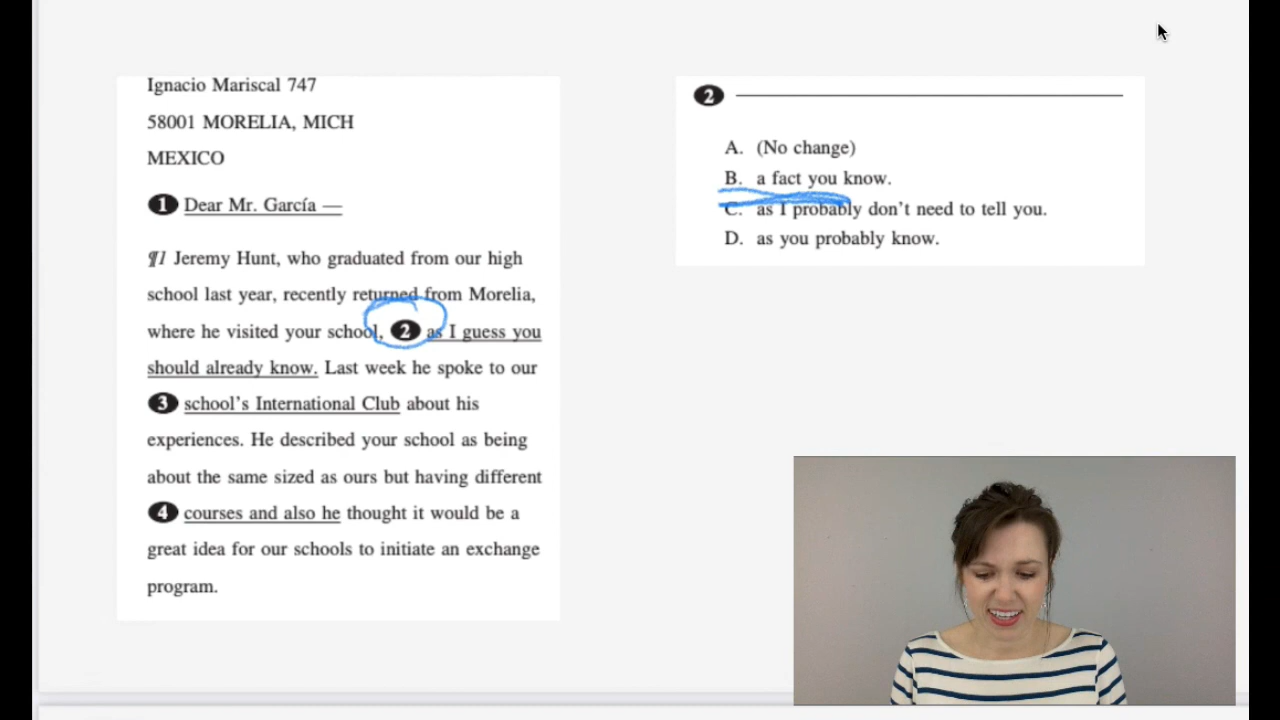 Ignacio Mariscal 747
58001 MORELIA, MICH
MEXICO
1 Dear Mr. García —
¶1 Jeremy Hunt, who graduated from our high
school last year, recently returned from Morelia,
where he visited your school, 2 as I guess you
should already know. Last week he spoke to our
3 school's International Club about his
experiences. He described your school as being
about the same sized as ours but having different
4 courses and also he thought it would be a
great idea for our schools to initiate an exchange
program.
2
A. (No change)
B. a fact you know.
C. as I probably don't need to tell you.
D. as you probably know.